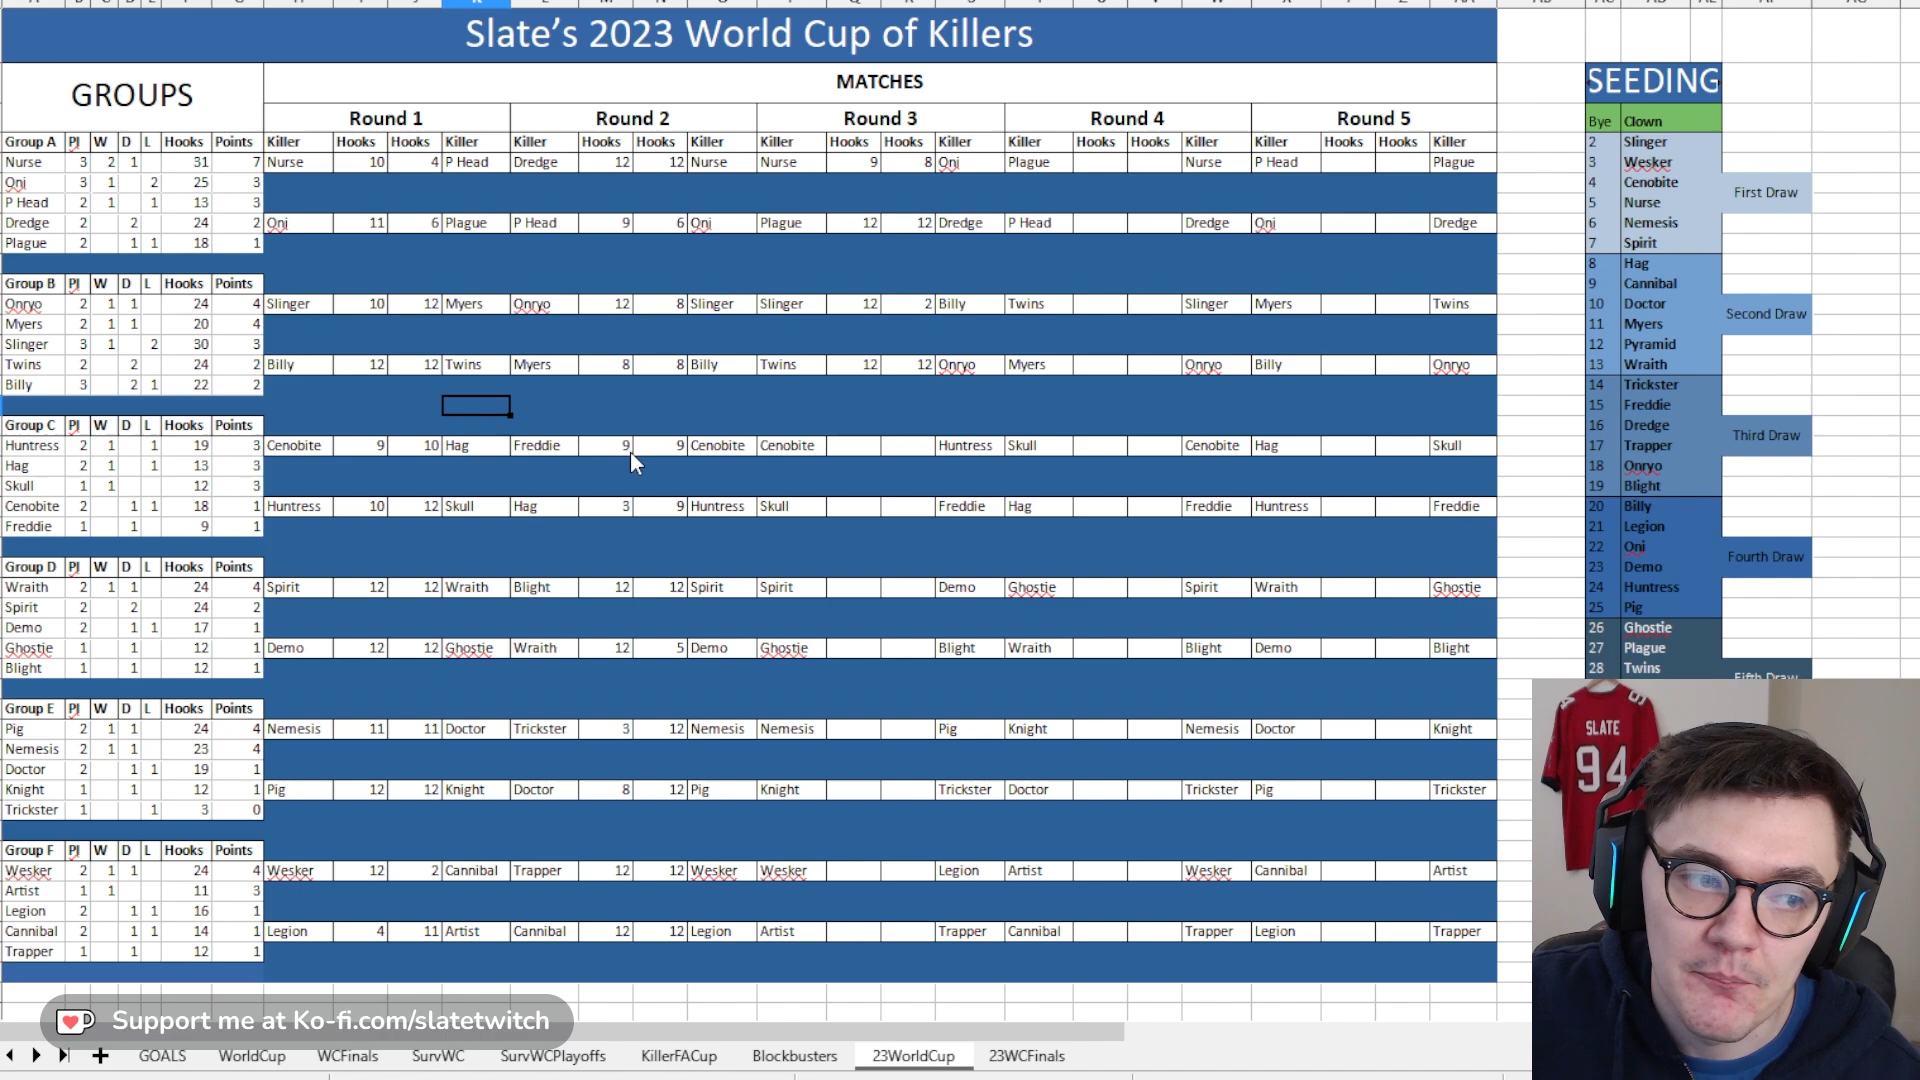 Slate's 2023 World Cup of Killers
GROUPS
MATCHES
Round 1 Round 2 Round 3 Round 4 Round 5
Group A PJ W D L Hooks Points Killer Hooks Hooks Killer Killer Hooks Hooks Killer Killer Hooks Hooks Killer Killer Hooks Hooks Killer Killer Hooks Hooks Killer
Nurse 3 2 1 31 7 Nurse 10 4 P Head Dredge 12 12 Nurse Nurse 9 8 Oni Plague Nurse P Head Plague
Oni 3 1 2 25 3
P Head 2 1 1 13 3
Dredge 2 2 24 2 Oni 11 6 Plague P Head 9 6 Oni Plague 12 12 Dredge P Head Dredge Oni Dredge
Plague 2 1 1 18 1
Group B PJ W D L Hooks Points
Onryo 2 1 1 24 4 Slinger 10 12 Myers Onryo 12 8 Slinger Slinger 12 2 Billy Twins Slinger Myers Twins
Myers 2 1 1 20 4
Slinger 3 1 2 30 3
Twins 2 2 24 2 Billy 12 12 Twins Myers 8 8 Billy Twins 12 12 Onryo Myers Onryo Billy Onryo
Billy 3 2 1 22 2
Group C PJ W D L Hooks Points
Huntress 2 1 1 19 3 Cenobite 9 10 Hag Freddie 9 9 Cenobite Cenobite Huntress Skull Cenobite Hag Skull
Hag 2 1 1 13 3
Skull 1 1 12 3
Cenobite 2 1 1 18 1 Huntress 10 12 Skull Hag 3 9 Huntress Skull Freddie Hag Freddie Huntress Freddie
Freddie 1 1 9 1
Group D PJ W D L Hooks Points
Wraith 2 1 1 24 4 Spirit 12 12 Wraith Blight 12 12 Spirit Spirit Demo Ghostie Spirit Wraith Ghostie
Spirit 2 2 24 2
Demo 2 1 1 17 1
Ghostie 1 1 12 1 Demo 12 12 Ghostie Wraith 12 5 Demo Ghostie Blight Wraith Blight Demo Blight
Blight 1 1 12 1
Group E PJ W D L Hooks Points
Pig 2 1 1 24 4 Nemesis 11 11 Doctor Trickster 3 12 Nemesis Nemesis Pig Knight Nemesis Doctor Knight
Nemesis 2 1 1 23 4
Doctor 2 1 1 19 1
Knight 1 1 12 1 Pig 12 12 Knight Doctor 8 12 Pig Knight Trickster Doctor Trickster Pig Trickster
Trickster 1 1 3 0
Group F PJ W D L Hooks Points
Wesker 2 1 1 24 4 Wesker 12 2 Cannibal Trapper 12 12 Wesker Wesker Legion Artist Wesker Cannibal Artist
Artist 1 1 11 3
Legion 2 1 1 16 1
Cannibal 2 1 1 14 1 Legion 4 11 Artist Cannibal 12 12 Legion Artist Trapper Cannibal Trapper Legion Trapper
Trapper 1 1 12 1
SEEDING
Bye Clown
2 Slinger
3 Wesker
4 Cenobite
First Draw
5 Nurse
6 Nemesis
7 Spirit
8 Hag
9 Cannibal
10 Doctor
Second Draw
11 Myers
12 Pyramid
13 Wraith
14 Trickster
15 Freddie
16 Dredge
Third Draw
17 Trapper
18 Onryo
19 Blight
20 Billy
21 Legion
22 Oni
Fourth Draw
23 Demo
24 Huntress
25 Pig
26 Ghostie
27 Plague
28 Twins
Fifth Draw
SLATE
94
Support me at Ko-fi.com/slatetwitch
GOALS WorldCup WCFinals SurvWC SurvWCPlayoffs KillerFACup Blockbusters 23WorldCup 23WCFinals